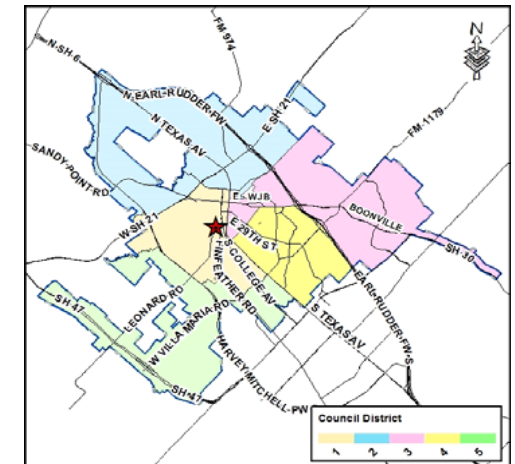 N
FM 974
N-SH-6
N-EARL-RUDDER-FW
E SH 21
N TEXAS AV
FM 1179
SANDY POINT RD
E WJB
BOONVILLE
W SH 21
E 29TH ST
SH 30
S COLLEGE AV
FINFEATHER RD
LEONARD RD
EARL-RUDDER-FW-S
SH 47
W VILLA MARIA RD
S TEXAS AV
HARVEY-MITCHELL-PW
SH-47
Council District
1 2 3 4 5